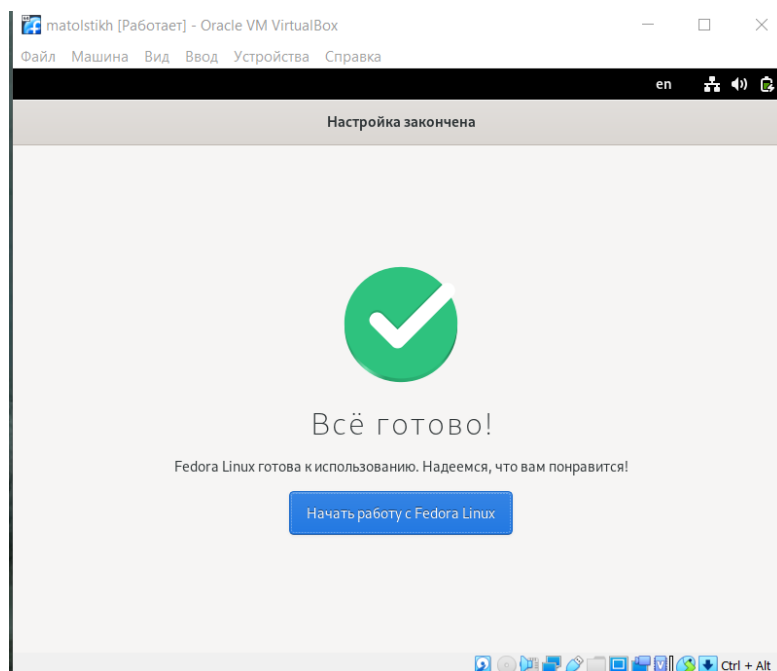 matolstikh [Работает] - Oracle VM VirtualBox
Файл Машина Вид Ввод Устройства Справка
en
Настройка закончена
Всё готово!
Fedora Linux готова к использованию. Надеемся, что вам понравится!
Начать работу с Fedora Linux
Ctrl + Alt